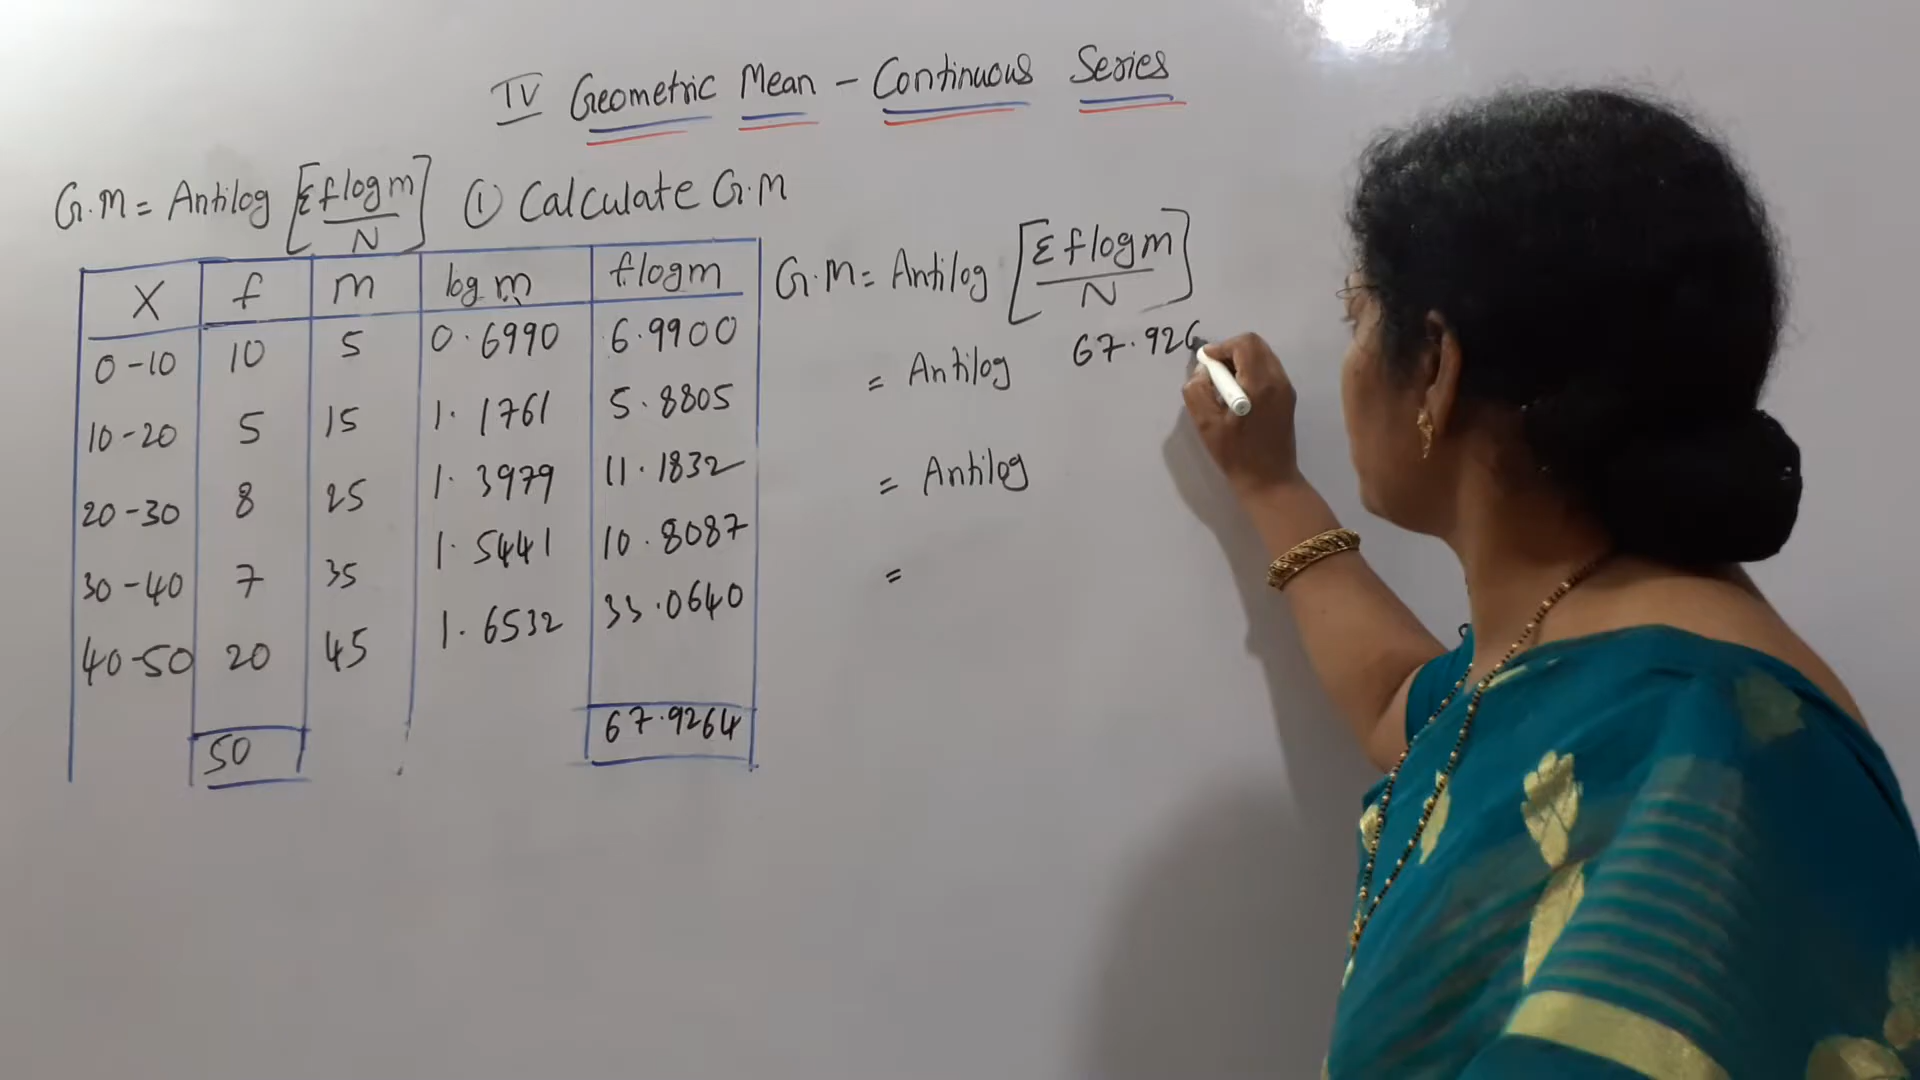 IV Geometric Mean - Continuous Series
G.M = Antilog [Σflogm / N] ① Calculate G.M
X f m log m flogm
0-10 10 5 0.6990 6.9900
10-20 5 15 1.1761 5.8805
20-30 8 25 1.3979 11.1832
30-40 7 35 1.5441 10.8087
40-50 20 45 1.6532 33.0640
50 67.9264
G.M = Antilog [Σflogm / N]
= Antilog 67.926
= Antilog
=